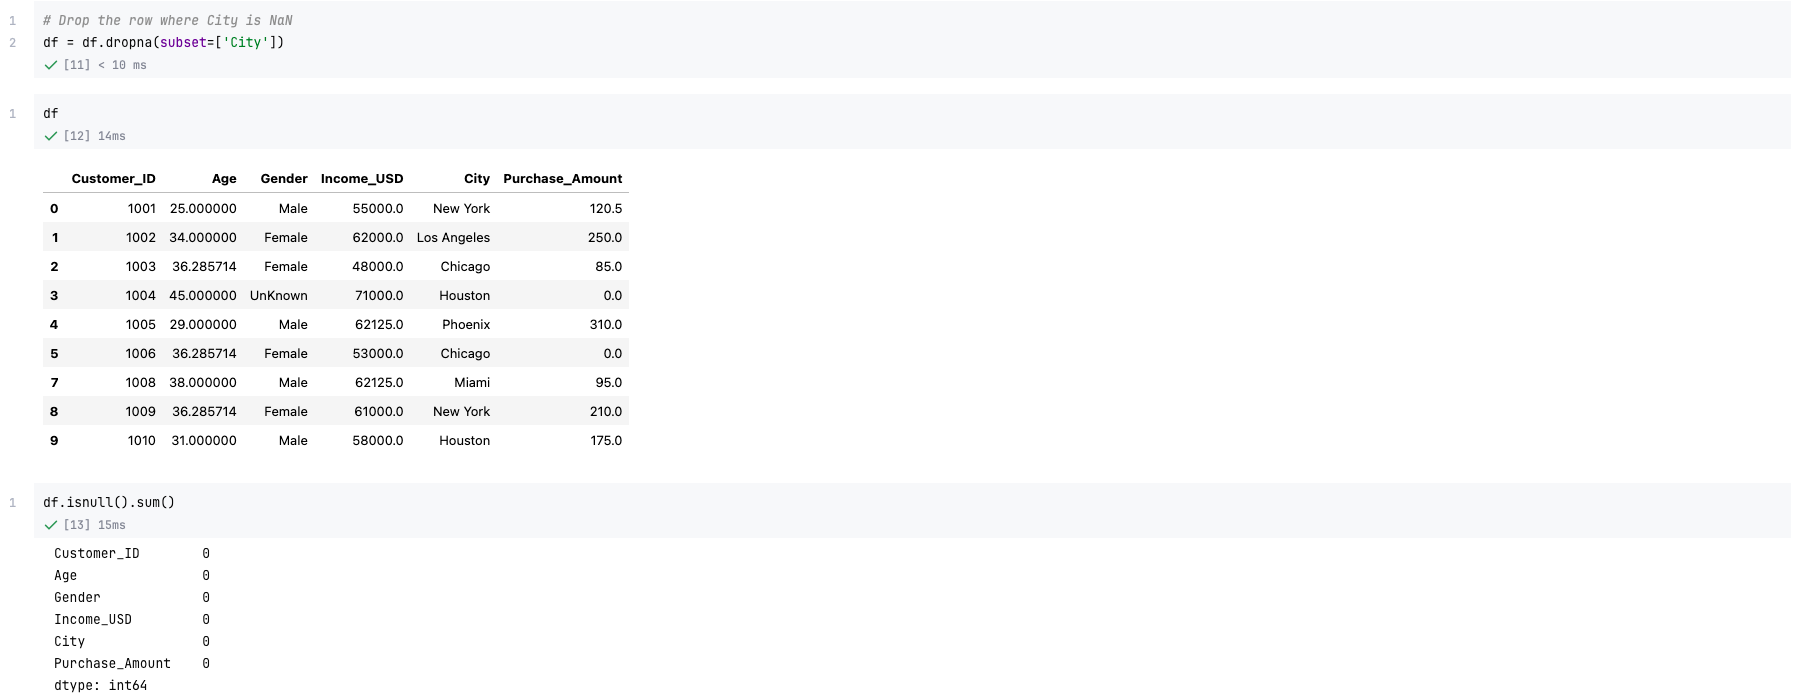 1 # Drop the row where City is NaN
2 df = df.dropna(subset=['City'])
✓ [11] < 10 ms
1 df
✓ [12] 14ms
Customer_ID Age Gender Income_USD City Purchase_Amount
0 1001 25.000000 Male 55000.0 New York 120.5
1 1002 34.000000 Female 62000.0 Los Angeles 250.0
2 1003 36.285714 Female 48000.0 Chicago 85.0
3 1004 45.000000 UnKnown 71000.0 Houston 0.0
4 1005 29.000000 Male 62125.0 Phoenix 310.0
5 1006 36.285714 Female 53000.0 Chicago 0.0
7 1008 38.000000 Male 62125.0 Miami 95.0
8 1009 36.285714 Female 61000.0 New York 210.0
9 1010 31.000000 Male 58000.0 Houston 175.0
1 df.isnull().sum()
✓ [13] 15ms
Customer_ID 0
Age 0
Gender 0
Income_USD 0
City 0
Purchase_Amount 0
dtype: int64